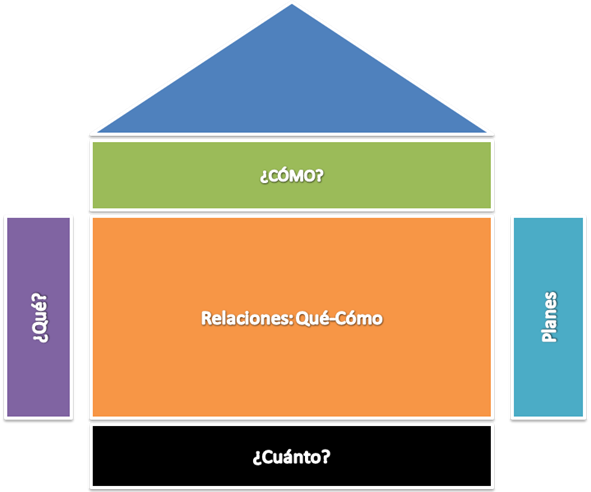 ¿CÓMO?
¿Qué?
Relaciones: Qué-Cómo
Planes
¿Cuánto?